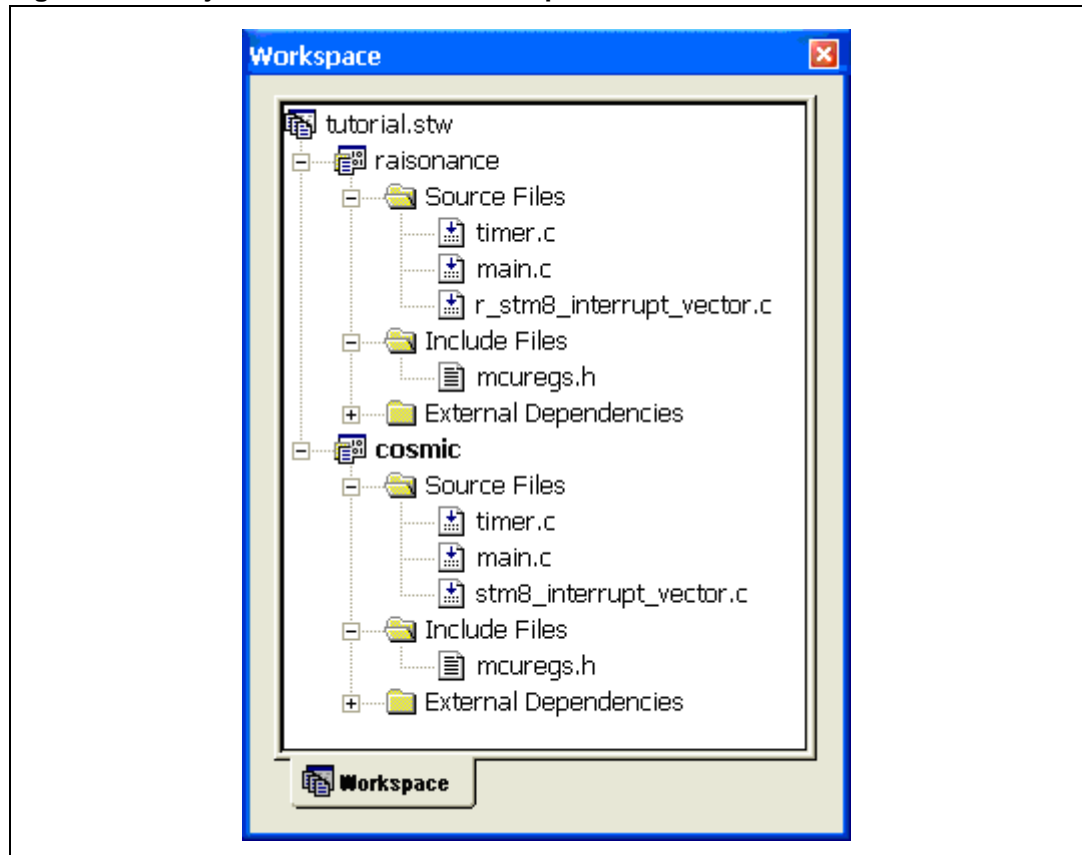 Workspace
tutorial.stw
raisonance
Source Files
timer.c
main.c
r_stm8_interrupt_vector.c
Include Files
mcuregs.h
External Dependencies
cosmic
Source Files
timer.c
main.c
stm8_interrupt_vector.c
Include Files
mcuregs.h
External Dependencies
Workspace